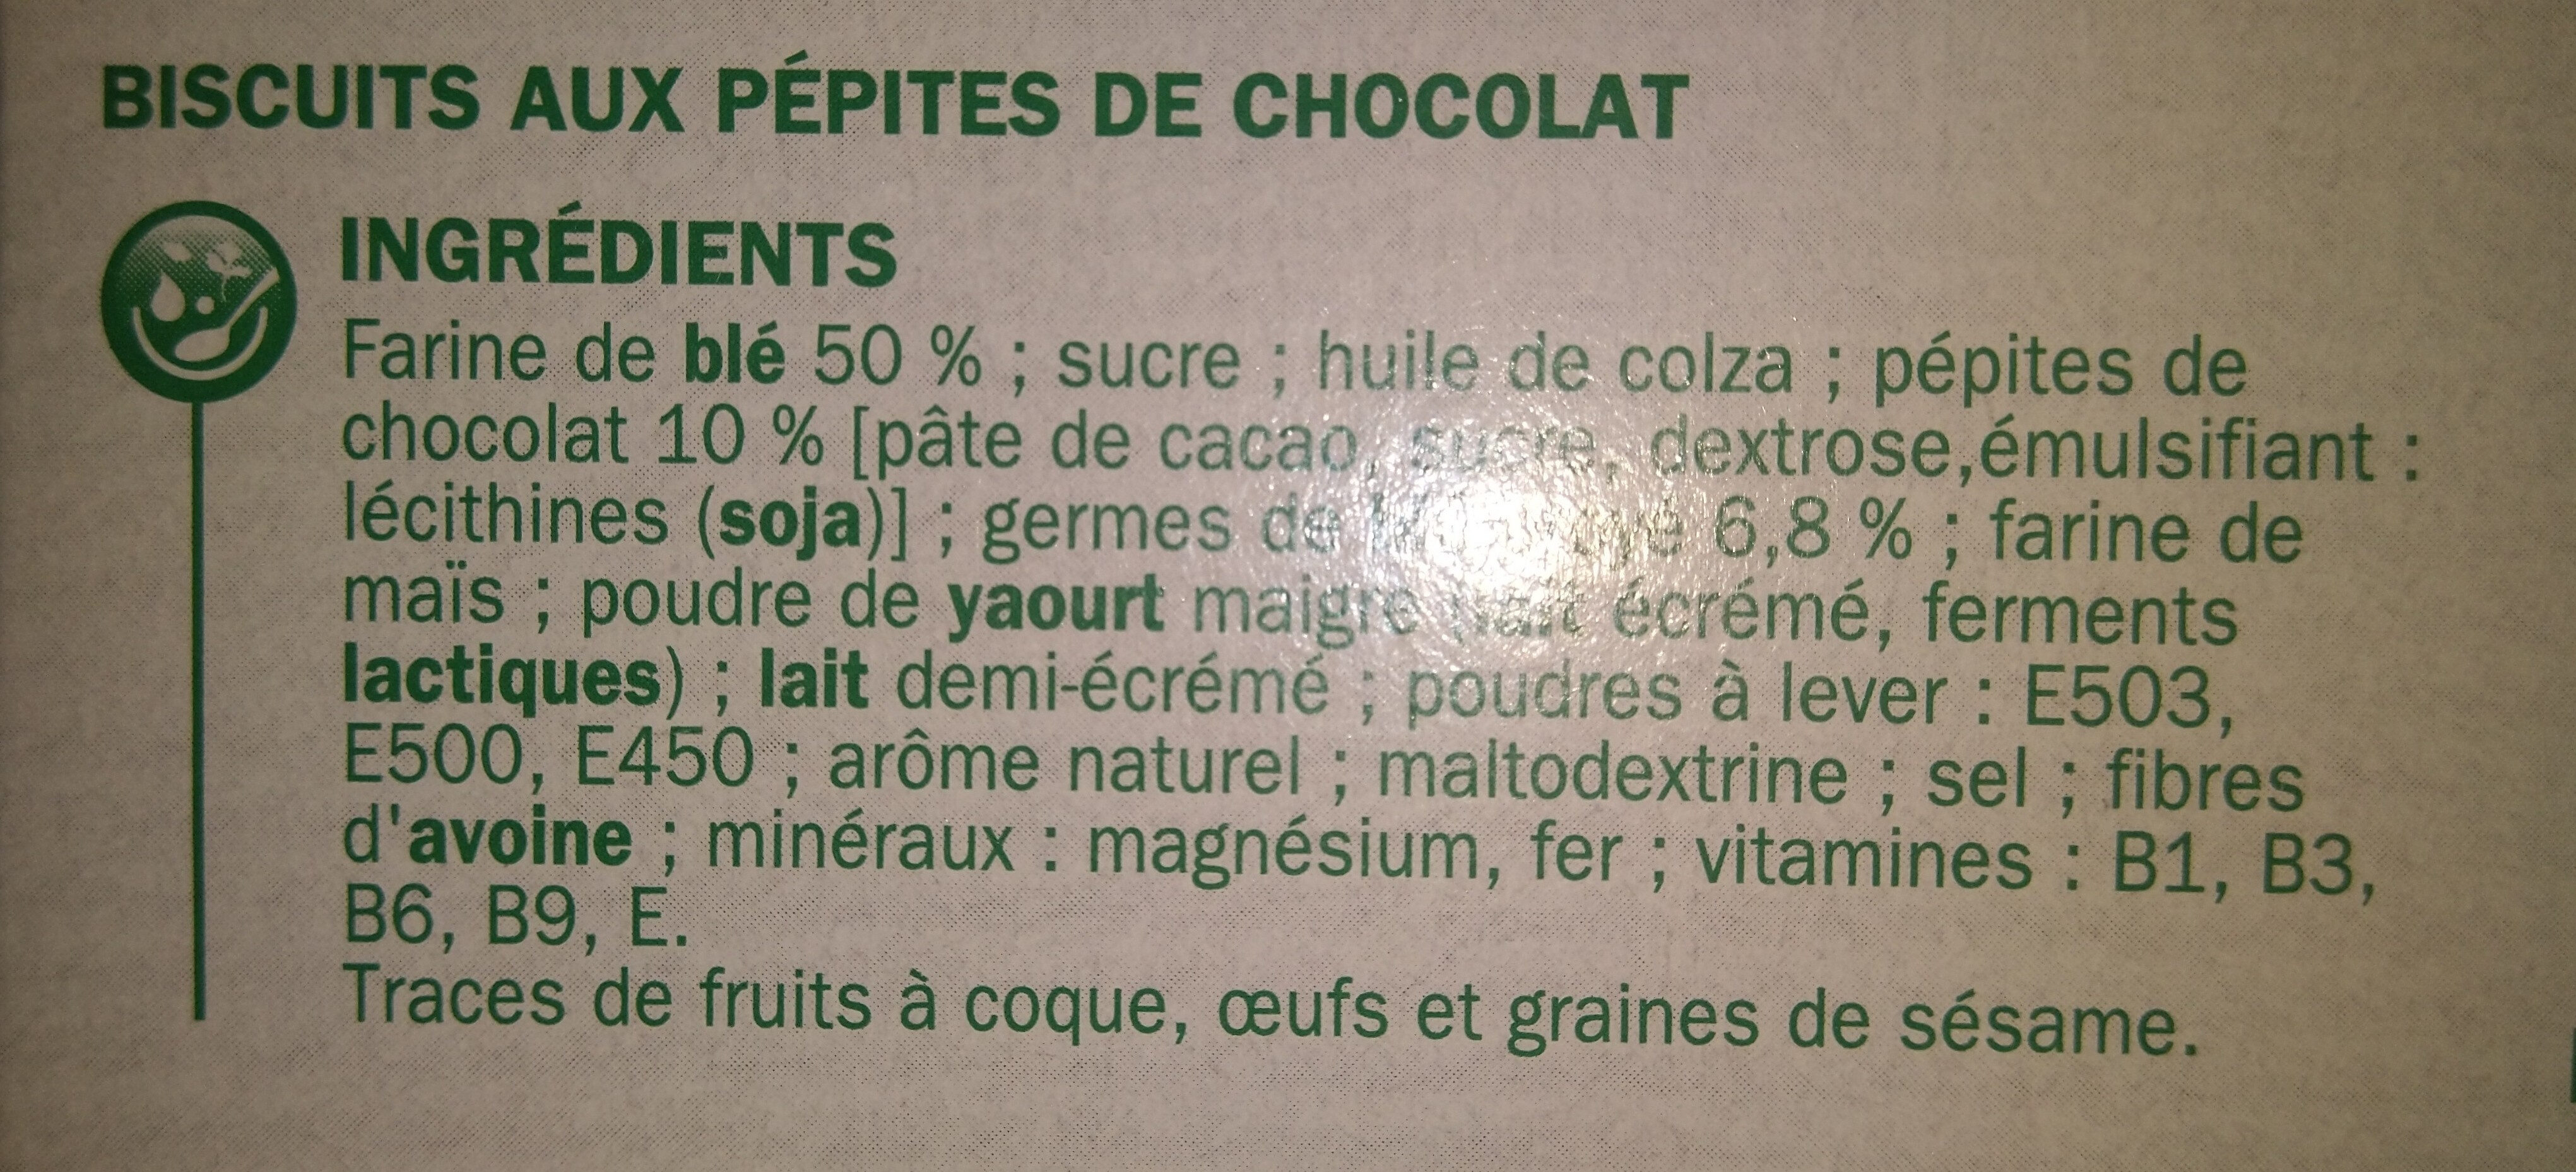 BISCUITS AUX PÉPITES DE CHOCOLAT
INGRÉDIENTS
Farine de blé 50 % ; sucre ; huile de colza ; pépites de
chocolat 10 % [pâte de cacao, sucre, dextrose,émulsifiant :
lécithines (soja)] ; germes de 6,8 % ; farine de
maïs ; poudre de yaourt maigre (lait écrémé, ferments
lactiques) ; lait demi-écrémé ; poudres à lever : E503,
E500, E450 ; arôme naturel ; maltodextrine ; sel ; fibres
d'avoine ; minéraux : magnésium, fer ; vitamines : B1, B3,
B6, B9, E.
Traces de fruits à coque, œufs et graines de sésame.